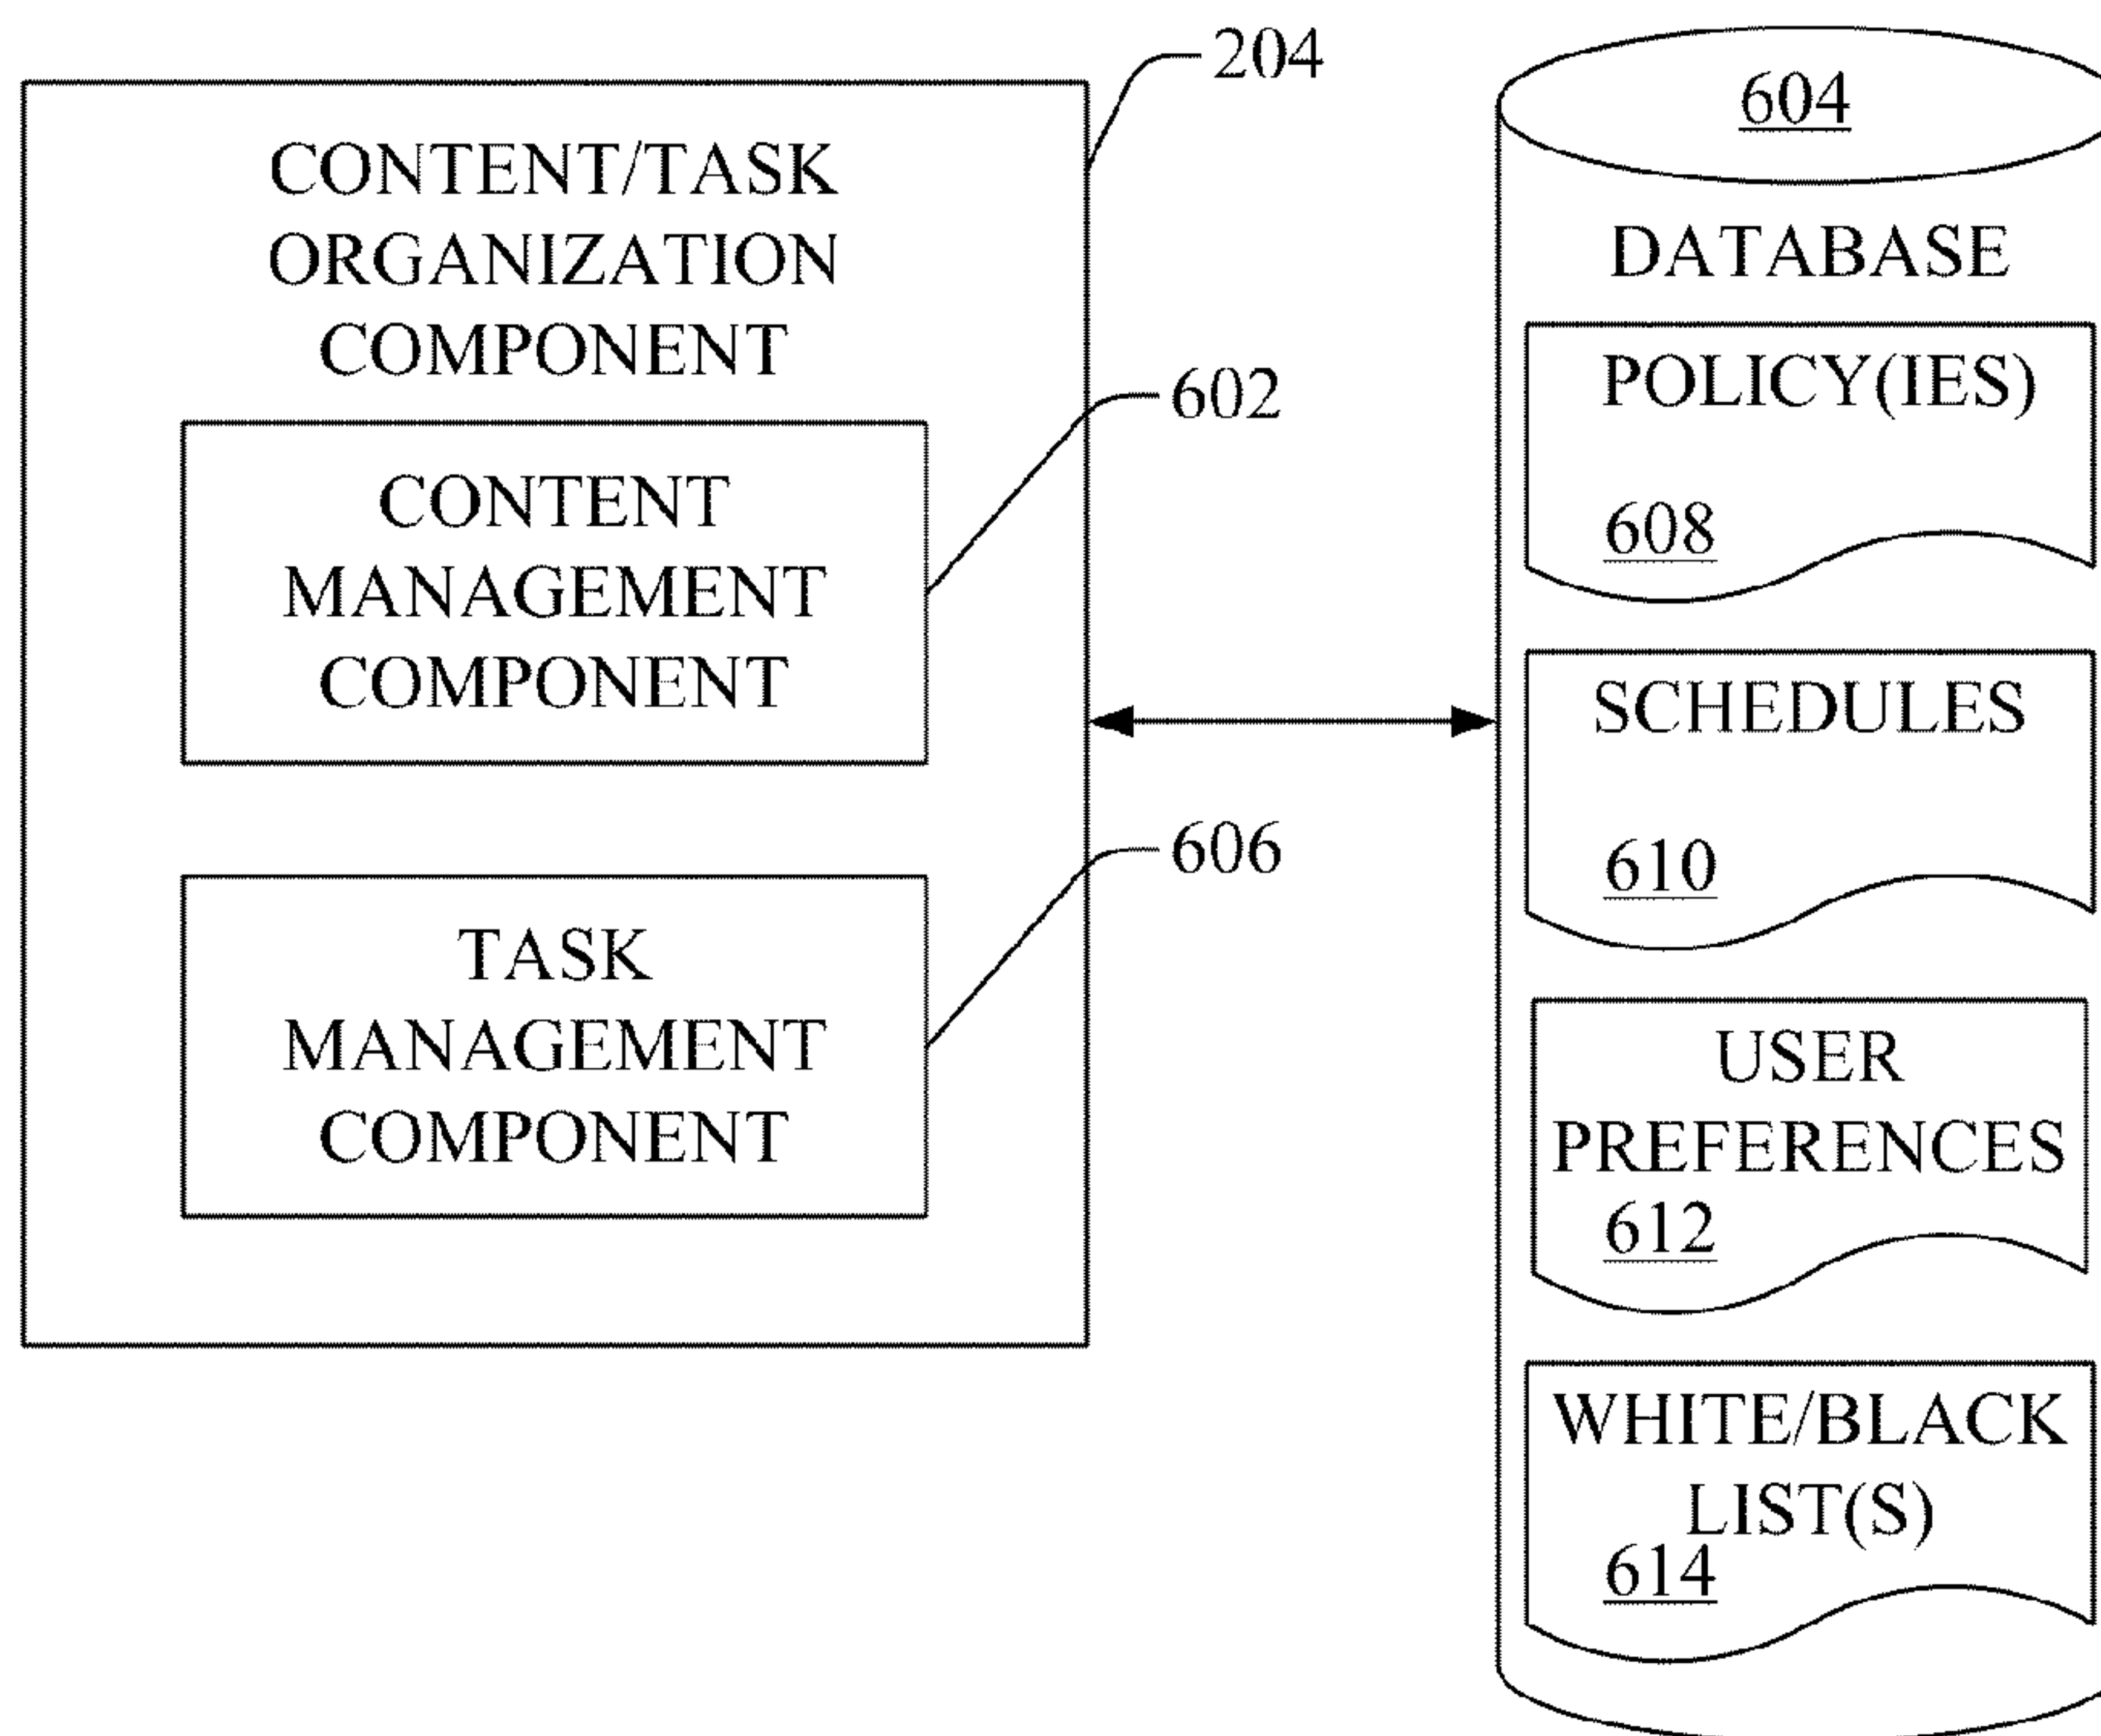 204
CONTENT/TASK
ORGANIZATION
COMPONENT
602
CONTENT
MANAGEMENT
COMPONENT
606
TASK
MANAGEMENT
COMPONENT
604
DATABASE
POLICY(IES)
608
SCHEDULES
610
USER
PREFERENCES
612
WHITE/BLACK
LIST(S)
614